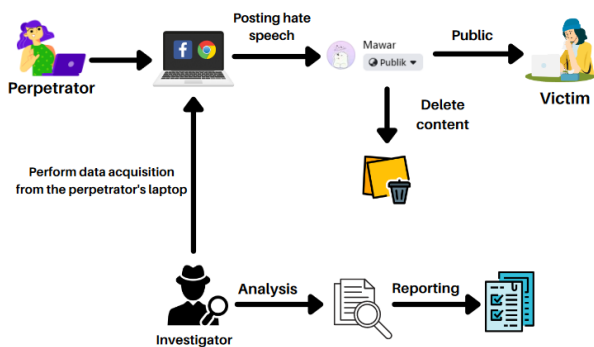 Posting hate
speech
Mawar
Publik
Public
Perpetrator
Delete
content
Victim
Perform data acquisition
from the perpetrator's laptop
Analysis
Reporting
Investigator